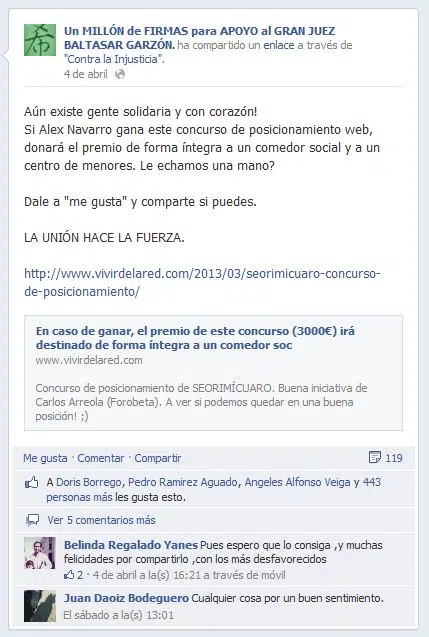 希
Un MILLÓN de FIRMAS para APOYO al GRAN JUEZ
BALTASAR GARZÓN. ha compartido un enlace a través de
"Contra la Injusticia".
4 de abril
Aún existe gente solidaria y con corazón!
Si Alex Navarro gana este concurso de posicionamiento web,
donará el premio de forma íntegra a un comedor social y a un
centro de menores. Le echamos una mano?
Dale a "me gusta" y comparte si puedes.
LA UNIÓN HACE LA FUERZA.
http://www.vivirdelared.com/2013/03/seorimicuaro-concurso-
de-posicionamiento/
En caso de ganar, el premio de este concurso (3000€) irá
destinado de forma íntegra a un comedor soc
www.vivirdelared.com
Concurso de posicionamiento de SEORIMÍCUARO. Buena iniciativa de
Carlos Arreola (Forobeta). A ver si podemos quedar en una buena
posición! ;)
Me gusta · Comentar · Compartir 119
A Doris Borrego, Pedro Ramirez Aguado, Angeles Alfonso Veiga y 443
personas más les gusta esto.
Ver 5 comentarios más
Belinda Regalado Yanes Pues espero que lo consiga ,y muchas
felicidades por compartirlo ,con los más desfavorecidos
2 · 4 de abril a la(s) 16:21 a través de móvil
Juan Daoiz Bodeguero Cualquier cosa por un buen sentimiento.
El sábado a la(s) 13:01